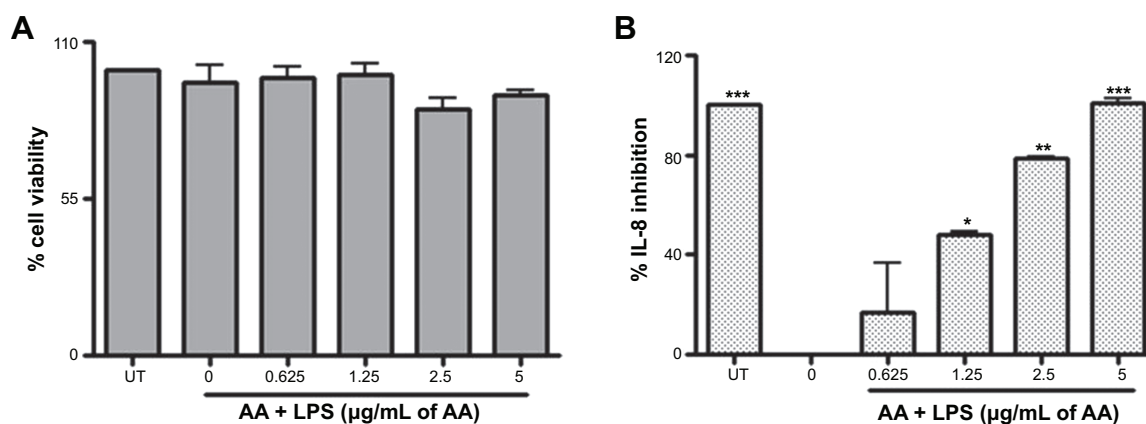 A
110
55
0
% cell viability
UT 0 0.625 1.25 2.5 5
AA + LPS (µg/mL of AA)
B
120
80
40
0
% IL-8 inhibition
*** * ** ***
UT 0 0.625 1.25 2.5 5
AA + LPS (µg/mL of AA)